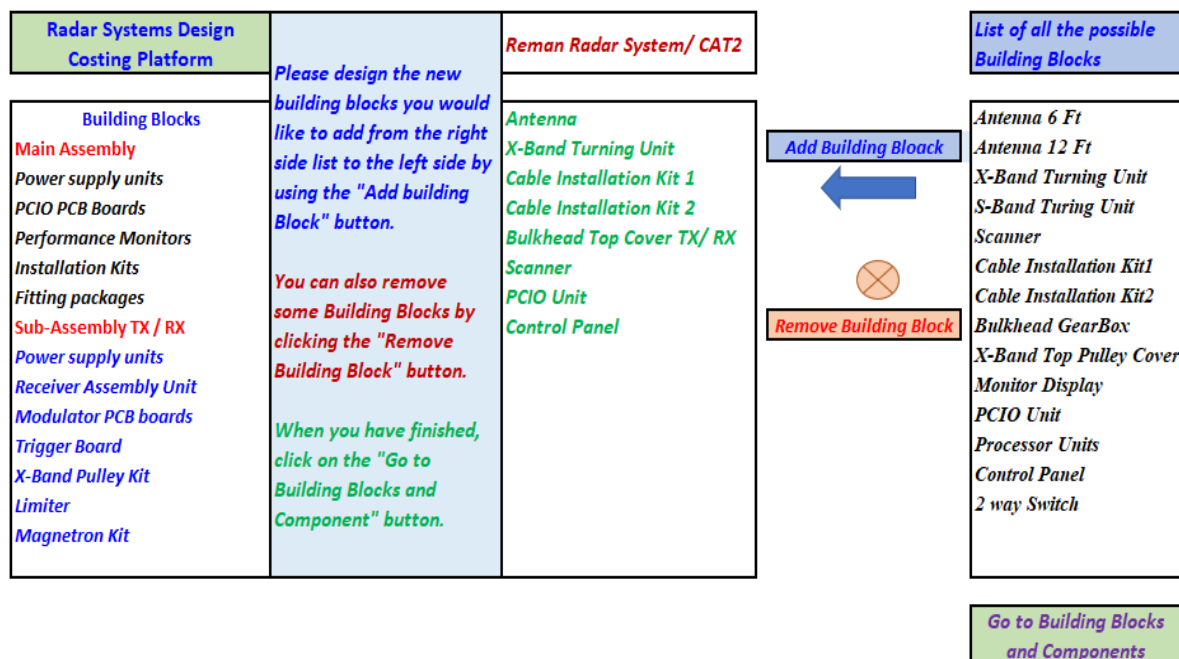 Radar Systems Design
Costing Platform
Building Blocks
Main Assembly
Power supply units
PCIO PCB Boards
Performance Monitors
Installation Kits
Fitting packages
Sub-Assembly TX / RX
Power supply units
Receiver Assembly Unit
Modulator PCB boards
Trigger Board
X-Band Pulley Kit
Limiter
Magnetron Kit
Please design the new
building blocks you would
like to add from the right
side list to the left side by
using the "Add building
Block" button.
You can also remove
some Building Blocks by
clicking the "Remove
Building Block" button.
When you have finished,
click on the "Go to
Building Blocks and
Component" button.
Reman Radar System/ CAT2
Antenna
X-Band Turning Unit
Cable Installation Kit 1
Cable Installation Kit 2
Bulkhead Top Cover TX/ RX
Scanner
PCIO Unit
Control Panel
Add Building Bloack
Remove Building Block
List of all the possible
Building Blocks
Antenna 6 Ft
Antenna 12 Ft
X-Band Turning Unit
S-Band Turing Unit
Scanner
Cable Installation Kit1
Cable Installation Kit2
Bulkhead GearBox
X-Band Top Pulley Cover
Monitor Display
PCIO Unit
Processor Units
Control Panel
2 way Switch
Go to Building Blocks
and Components